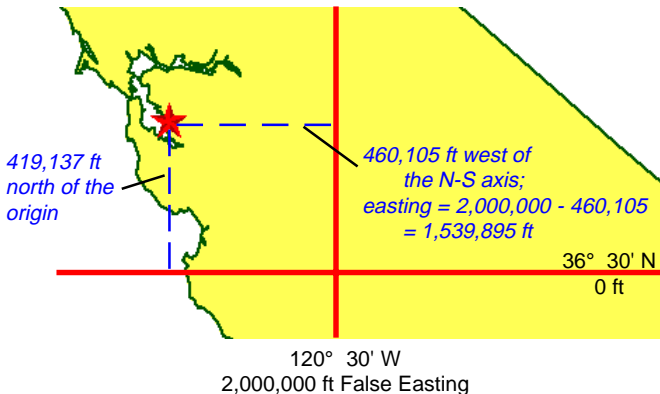 419,137 ft
north of the
origin
460,105 ft west of
the N-S axis;
easting = 2,000,000 - 460,105
= 1,539,895 ft
36° 30' N
0 ft
120° 30' W
2,000,000 ft False Easting